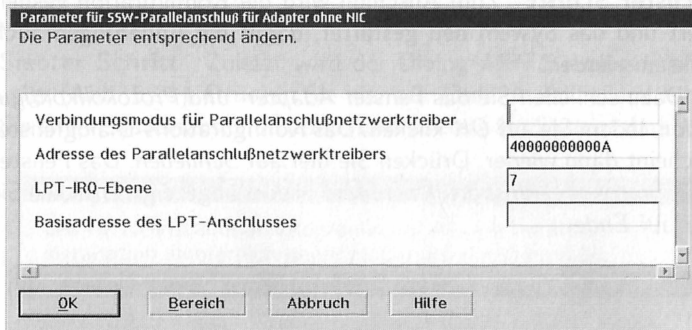 Parameter für SSW-Parallelanschluß für Adapter ohne NIC
Die Parameter entsprechend ändern.
Verbindungsmodus für Parallelanschlußnetzwerktreiber
Adresse des Parallelanschlußnetzwerktreibers
40000000000A
LPT-IRQ-Ebene
7
Basisadresse des LPT-Anschlusses
OK
Bereich
Abbruch
Hilfe